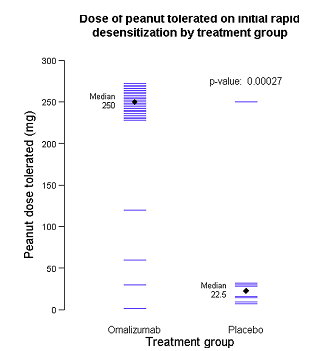 Dose of peanut tolerated on initial rapid
desensitization by treatment group
Peanut dose tolerated (mg)
300
250
200
150
100
50
0
Median
250
p-value: 0.00027
Median
22.5
Omalizumab Placebo
Treatment group